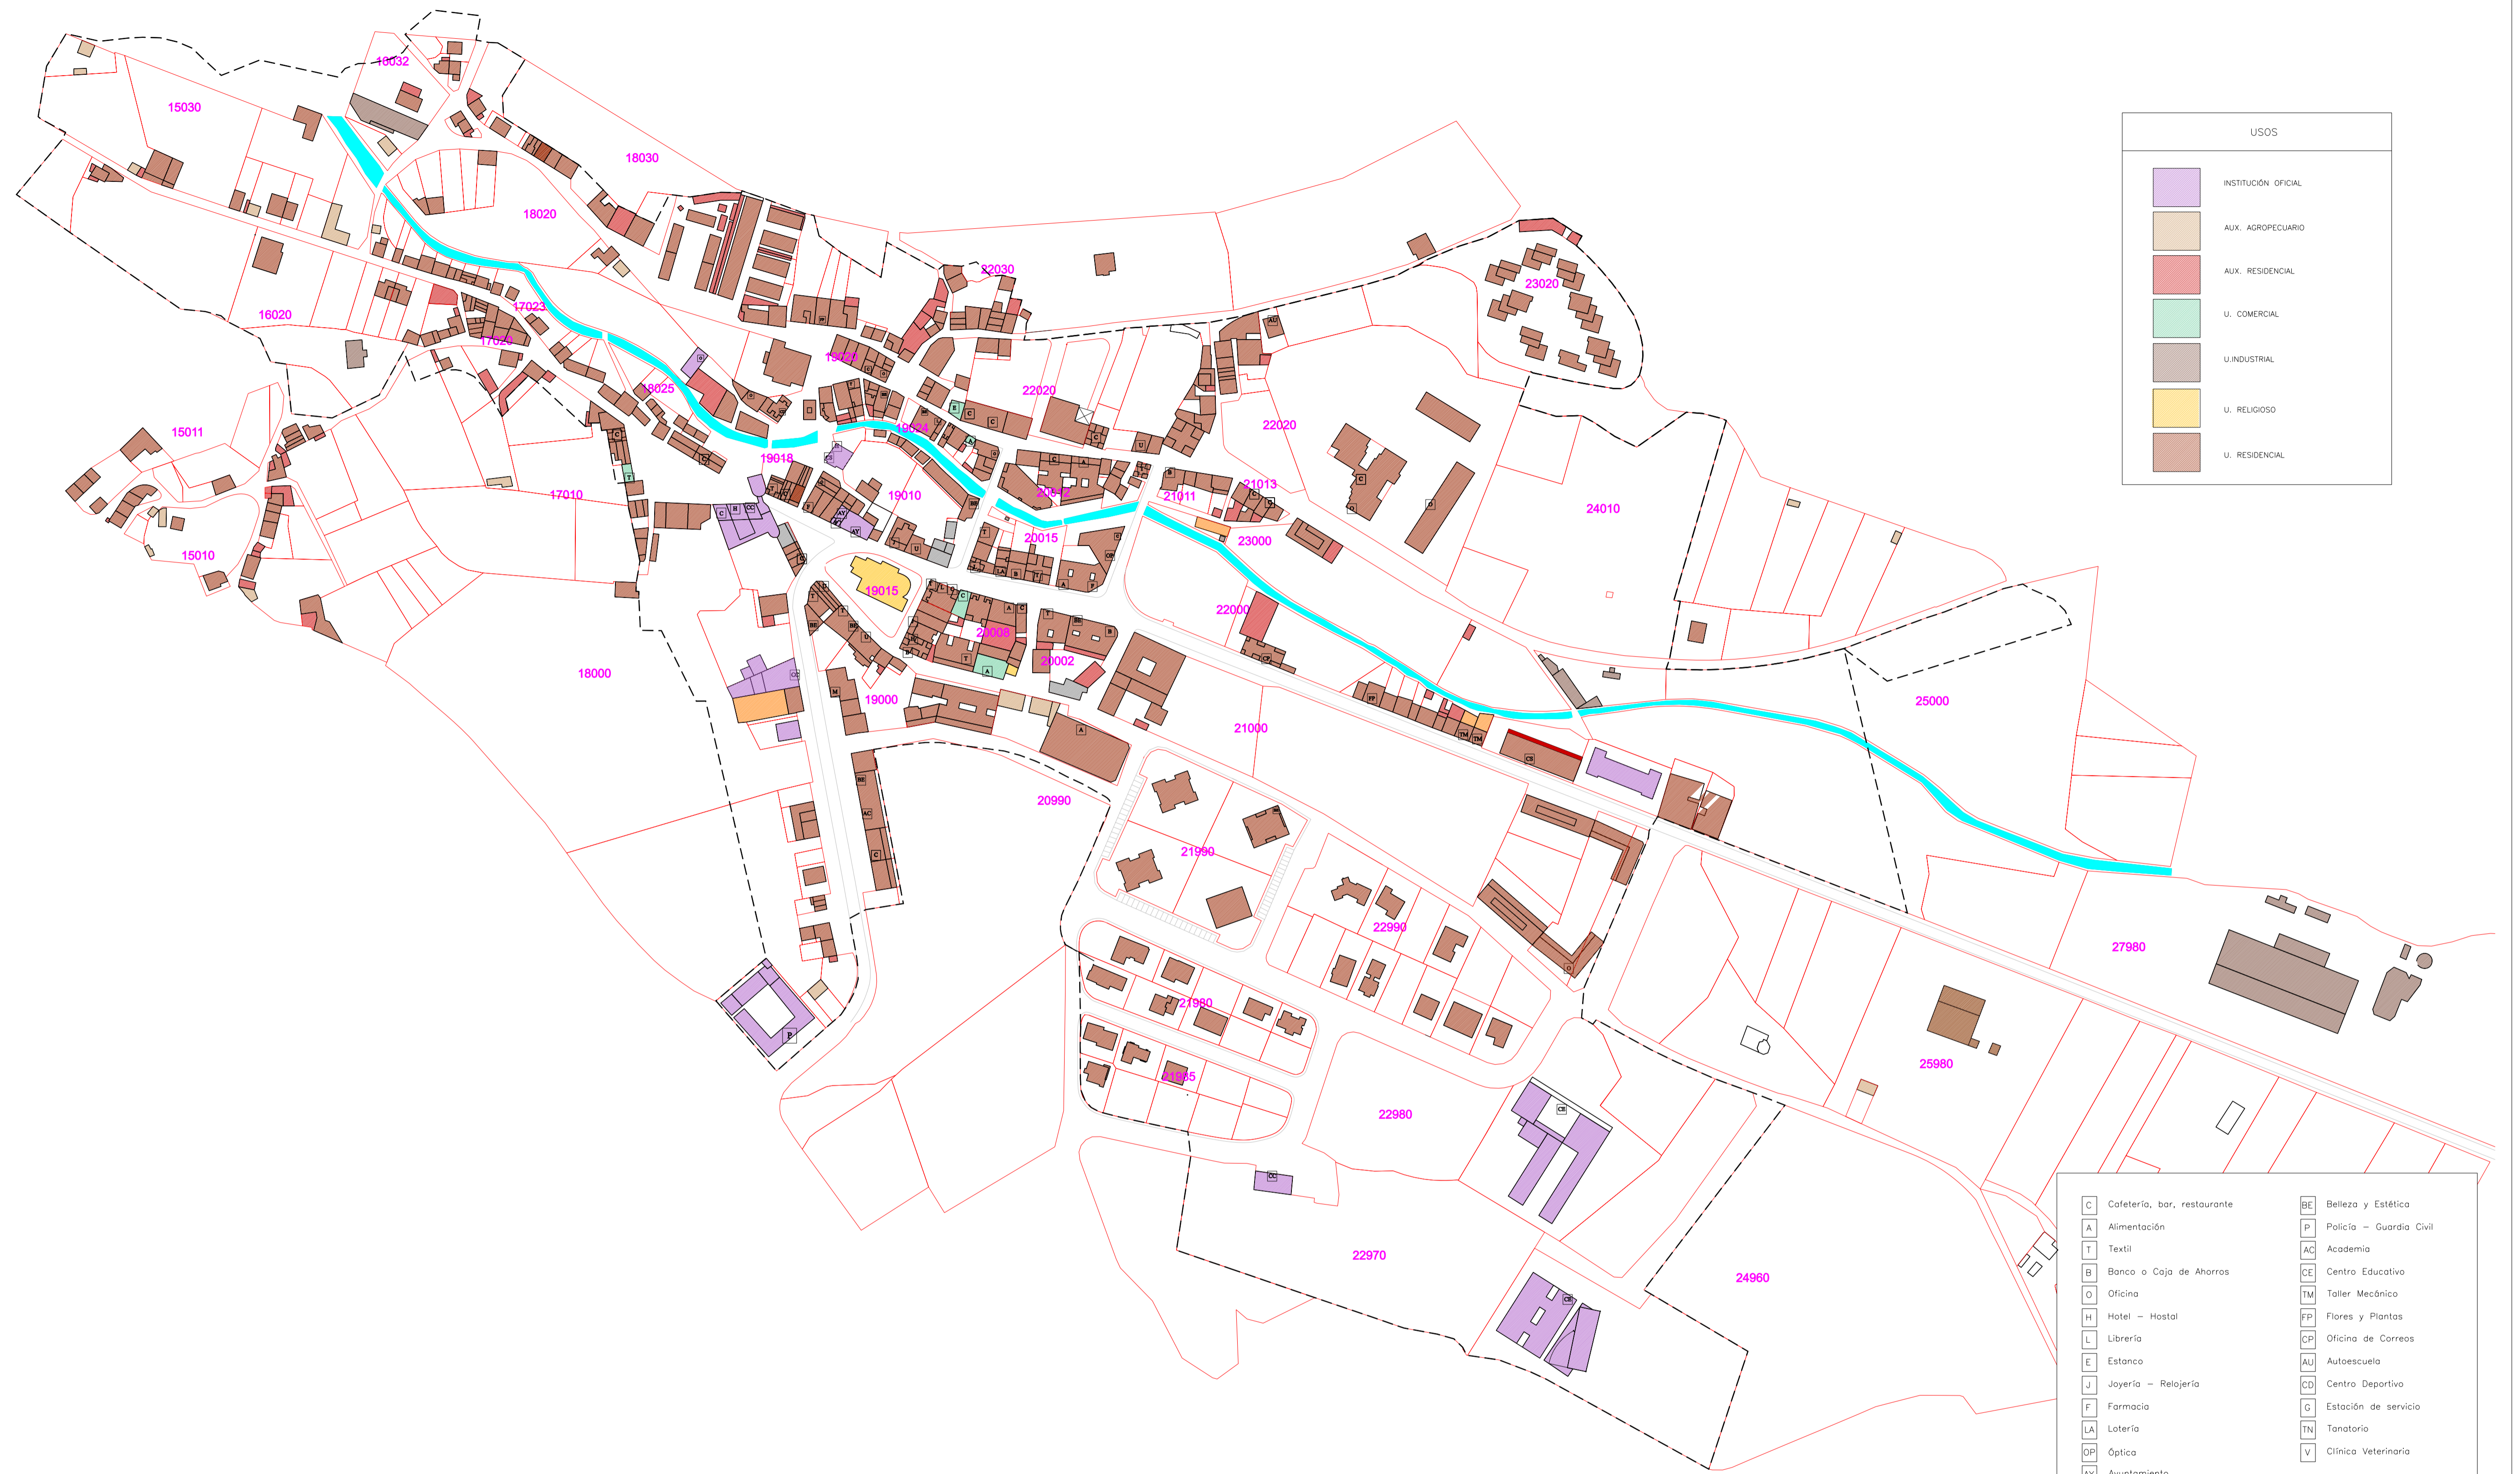 USOS
INSTITUCIÓN OFICIAL
AUX. AGROPECUARIO
AUX. RESIDENCIAL
U. COMERCIAL
U.INDUSTRIAL
U. RELIGIOSO
U. RESIDENCIAL
16032
15030
18030
18020
22030
23020
16020
17023
17020
19020
18025
22020
19024
22020
15011
19018
19010
20012
21011
21013
17010
24010
15010
20015
23000
19015
22000
20008
20002
18000
19000
21000
25000
20990
21990
22990
27980
21980
21985
25980
22980
22970
24960
C Cafetería, bar, restaurante
A Alimentación
T Textil
B Banco o Caja de Ahorros
O Oficina
H Hotel – Hostal
L Librería
E Estanco
J Joyería – Relojería
F Farmacia
LA Lotería
OP Óptica
AY Ayuntamiento
BE Belleza y Estética
P Policía – Guardia Civil
AC Academia
CE Centro Educativo
TM Taller Mecánico
FP Flores y Plantas
CP Oficina de Correos
AU Autoescuela
CD Centro Deportivo
G Estación de servicio
TN Tanatorio
V Clínica Veterinaria